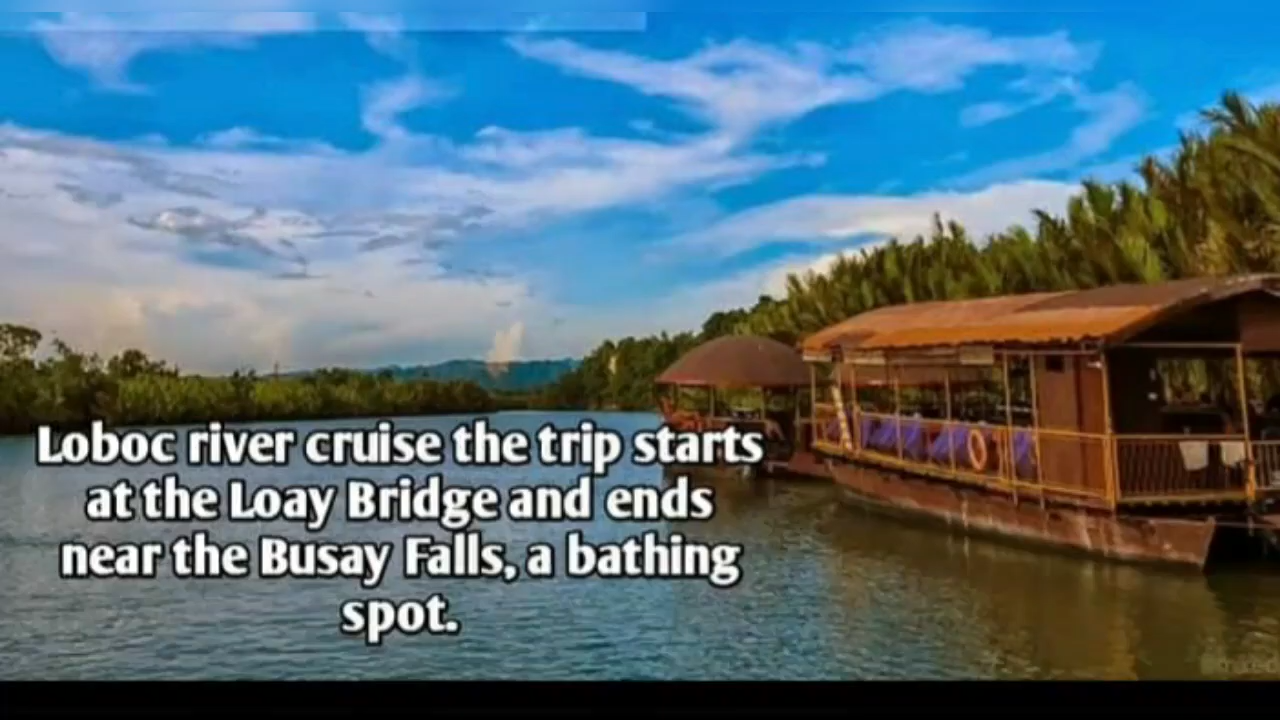 Loboc river cruise the trip starts
at the Loay Bridge and ends
near the Busay Falls, a bathing
spot.